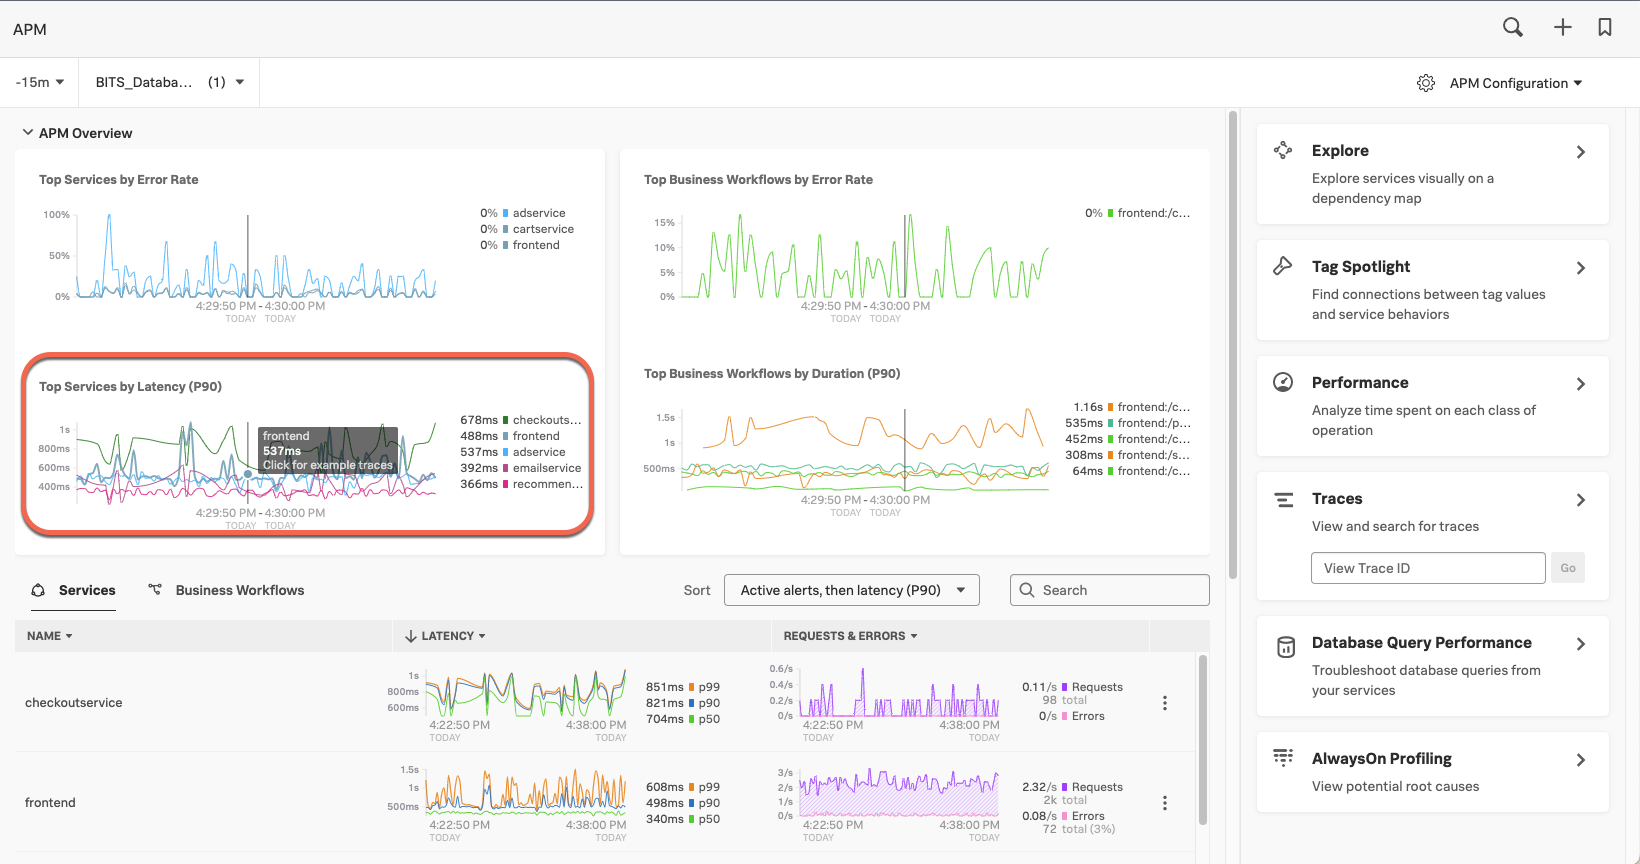 APM
-15m
BITS_Databa... (1)
APM Configuration
APM Overview
Top Services by Error Rate
100%
50%
0%
4:29:50 PM - 4:30:00 PM
TODAY TODAY
0% adservice
0% cartservice
0% frontend
Top Business Workflows by Error Rate
15%
10%
5%
0%
4:29:50 PM - 4:30:00 PM
TODAY TODAY
0% frontend:/c...
Top Services by Latency (P90)
1s
800ms
600ms
400ms
frontend
537ms
Click for example traces
4:29:50 PM - 4:30:00 PM
TODAY TODAY
678ms checkouts...
488ms frontend
537ms adservice
392ms emailservice
366ms recommen...
Top Business Workflows by Duration (P90)
1.5s
1s
500ms
4:29:50 PM - 4:30:00 PM
TODAY TODAY
1.16s frontend:/c...
535ms frontend:/p...
452ms frontend:/c...
308ms frontend:/s...
64ms frontend:/c...
Services
Business Workflows
Sort
Active alerts, then latency (P90)
Search
NAME
LATENCY
REQUESTS & ERRORS
checkoutservice
1s
800ms
600ms
4:22:50 PM 4:38:00 PM
TODAY TODAY
851ms p99
821ms p90
704ms p50
0.6/s
0.4/s
0.2/s
0/s
4:22:50 PM 4:38:00 PM
TODAY TODAY
0.11/s Requests
98 total
0/s Errors
frontend
1.5s
1s
500ms
4:22:50 PM 4:38:00 PM
TODAY TODAY
608ms p99
498ms p90
340ms p50
3/s
2/s
1/s
0/s
4:22:50 PM 4:38:00 PM
TODAY TODAY
2.32/s Requests
2k total
0.08/s Errors
72 total (3%)
Explore
Explore services visually on a
dependency map
Tag Spotlight
Find connections between tag values
and service behaviors
Performance
Analyze time spent on each class of
operation
Traces
View and search for traces
View Trace ID
Go
Database Query Performance
Troubleshoot database queries from
your services
AlwaysOn Profiling
View potential root causes